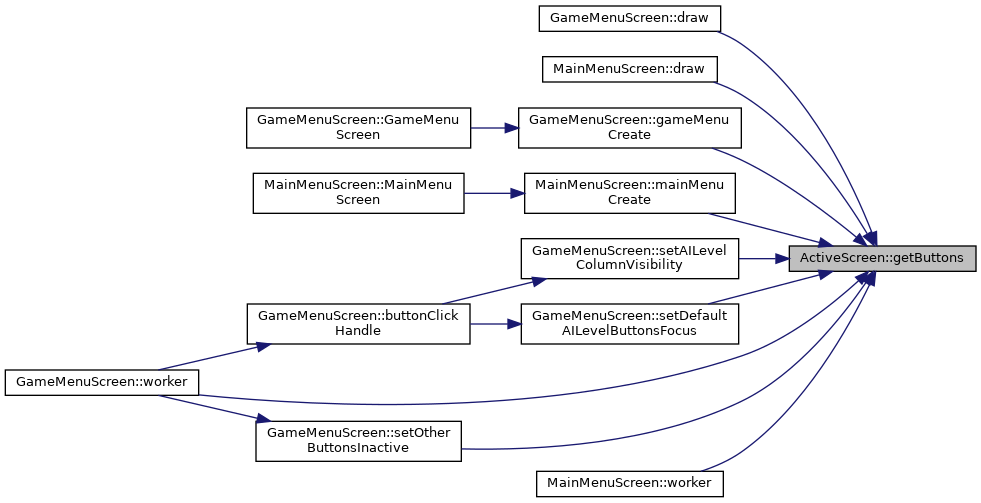 GameMenuScreen::draw
MainMenuScreen::draw
GameMenuScreen::GameMenu
Screen
GameMenuScreen::gameMenu
Create
MainMenuScreen::MainMenu
Screen
MainMenuScreen::mainMenu
Create
GameMenuScreen::setAILevel
ColumnVisibility
ActiveScreen::getButtons
GameMenuScreen::buttonClick
Handle
GameMenuScreen::setDefault
AILevelButtonsFocus
GameMenuScreen::worker
GameMenuScreen::setOther
ButtonsInactive
MainMenuScreen::worker